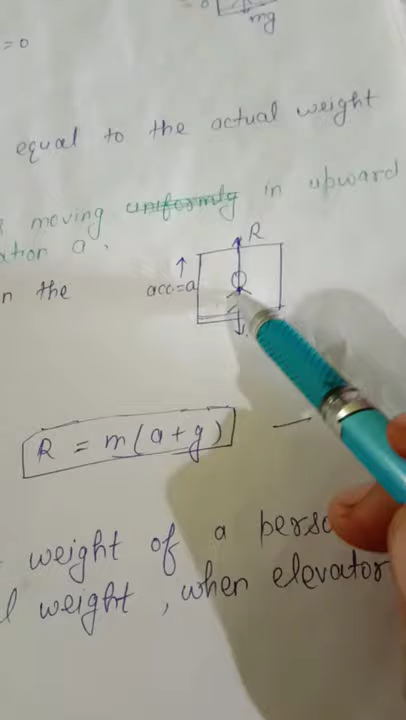 = 0
mg
= 0
equal to the actual weight
moving uniformly in upward
a.
R
n the
acc = a
R = m(a+g) —
weight of a perso
l weight, when elevator